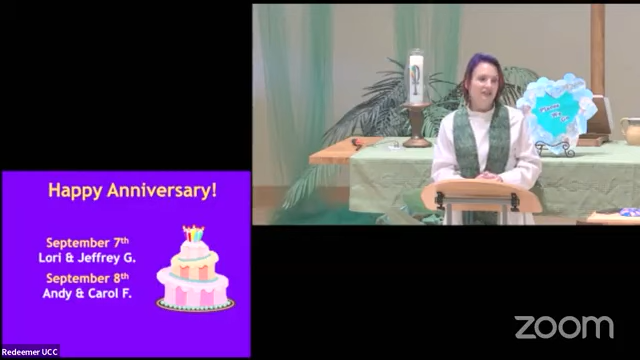 Happy Anniversary!
September 7th
Lori & Jeffrey G.
September 8th
Andy & Carol F.
Redeemer UCC
zoom